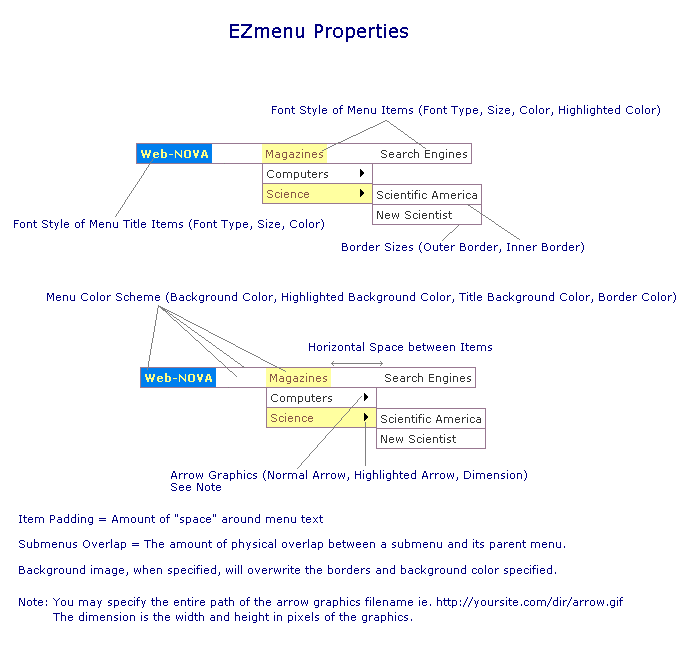 EZmenu Properties
Font Style of Menu Items (Font Type, Size, Color, Highlighted Color)
Web-NOVA Magazines Search Engines
Computers
Science Scientific America
New Scientist
Font Style of Menu Title Items (Font Type, Size, Color)
Border Sizes (Outer Border, Inner Border)
Menu Color Scheme (Background Color, Highlighted Background Color, Title Background Color, Border Color)
Horizontal Space between Items
Web-NOVA Magazines Search Engines
Computers
Science Scientific America
New Scientist
Arrow Graphics (Normal Arrow, Highlighted Arrow, Dimension)
See Note
Item Padding = Amount of "space" around menu text
Submenus Overlap = The amount of physical overlap between a submenu and its parent menu.
Background image, when specified, will overwrite the borders and background color specified.
Note: You may specify the entire path of the arrow graphics filename ie. http://yoursite.com/dir/arrow.gif
The dimension is the width and height in pixels of the graphics.